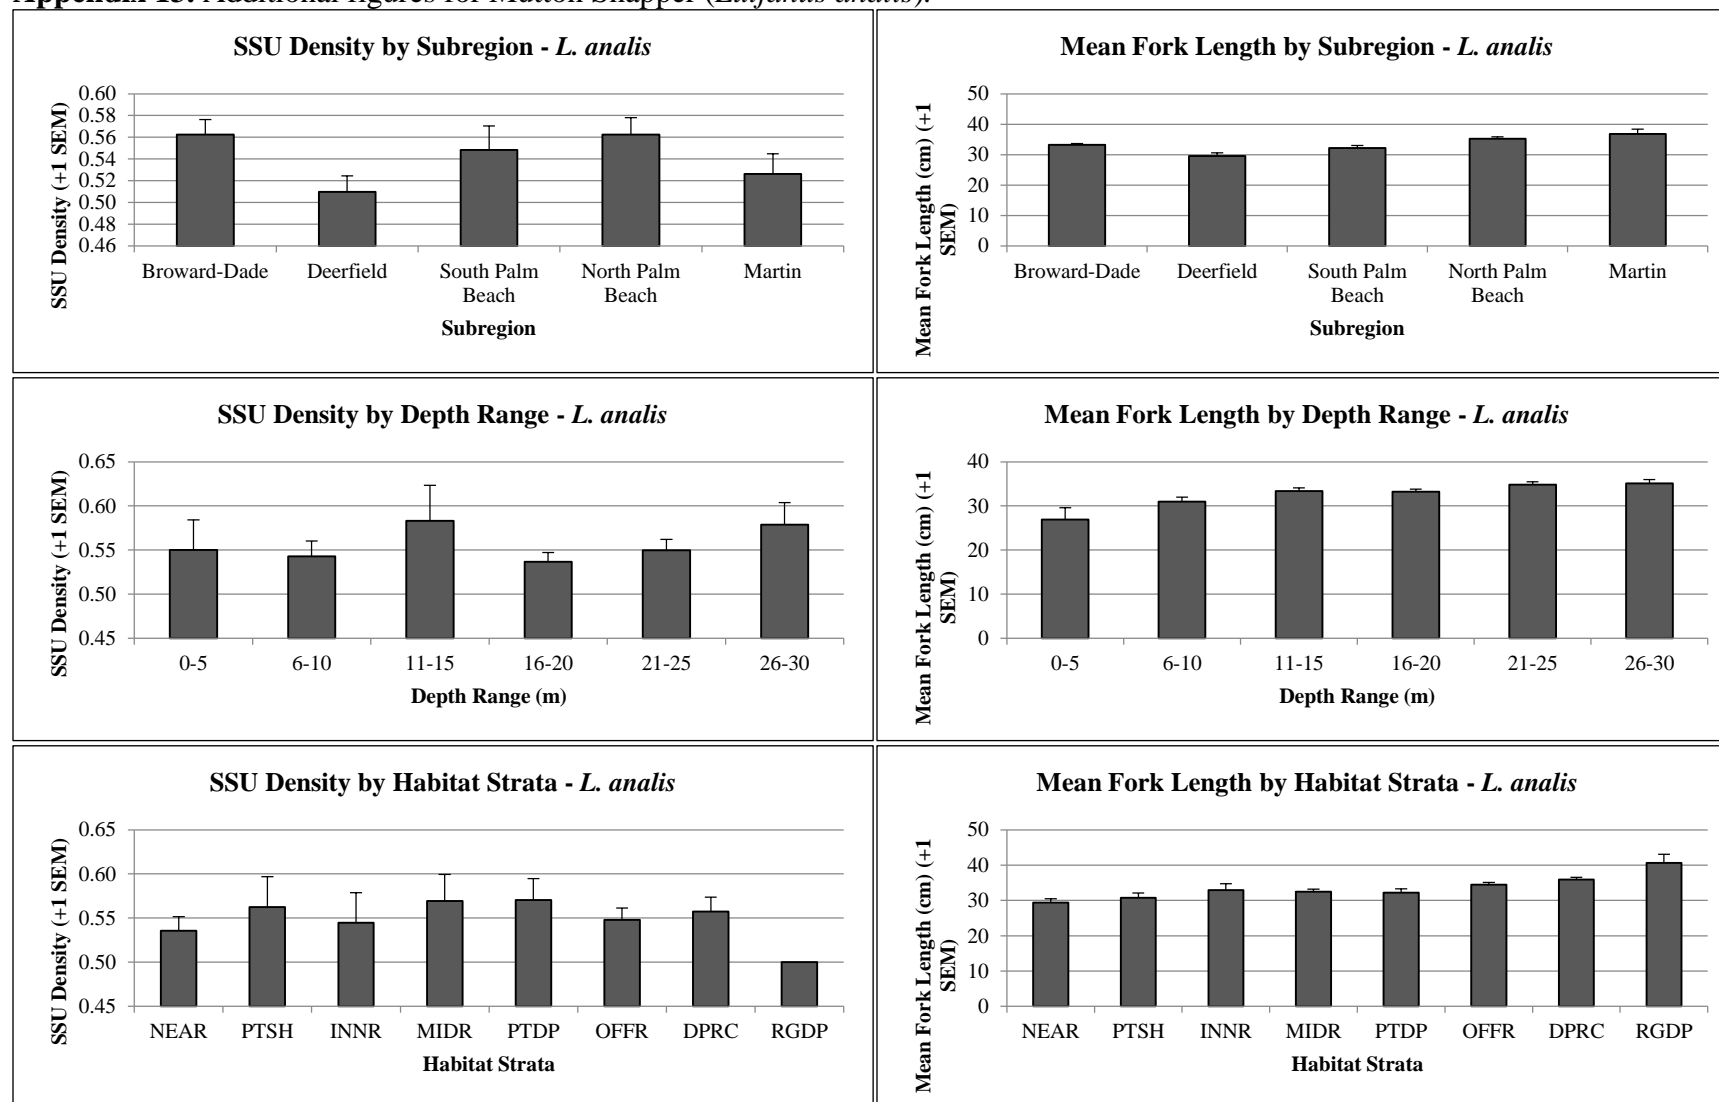 Appendix 13. Additional figures for Mutton Snapper (Lutjanus analis).
SSU Density by Subregion - L. analis
SSU Density (+1 SEM)
0.60
0.58
0.56
0.54
0.52
0.50
0.48
0.46
Broward-Dade Deerfield South Palm Beach North Palm Beach Martin
Subregion
Mean Fork Length by Subregion - L. analis
Mean Fork Length (cm) (+1
SEM)
50
40
30
20
10
0
Broward-Dade Deerfield South Palm Beach North Palm Beach Martin
Subregion
SSU Density by Depth Range - L. analis
SSU Density (+1 SEM)
0.65
0.60
0.55
0.50
0.45
0-5 6-10 11-15 16-20 21-25 26-30
Depth Range (m)
Mean Fork Length by Depth Range - L. analis
Mean Fork Length (cm) (+1
SEM)
40
30
20
10
0
0-5 6-10 11-15 16-20 21-25 26-30
Depth Range (m)
SSU Density by Habitat Strata - L. analis
SSU Density (+1 SEM)
0.65
0.60
0.55
0.50
0.45
NEAR PTSH INNR MIDR PTDP OFFR DPRC RGDP
Habitat Strata
Mean Fork Length by Habitat Strata - L. analis
Mean Fork Length (cm) (+1
SEM)
50
40
30
20
10
0
NEAR PTSH INNR MIDR PTDP OFFR DPRC RGDP
Habitat Strata